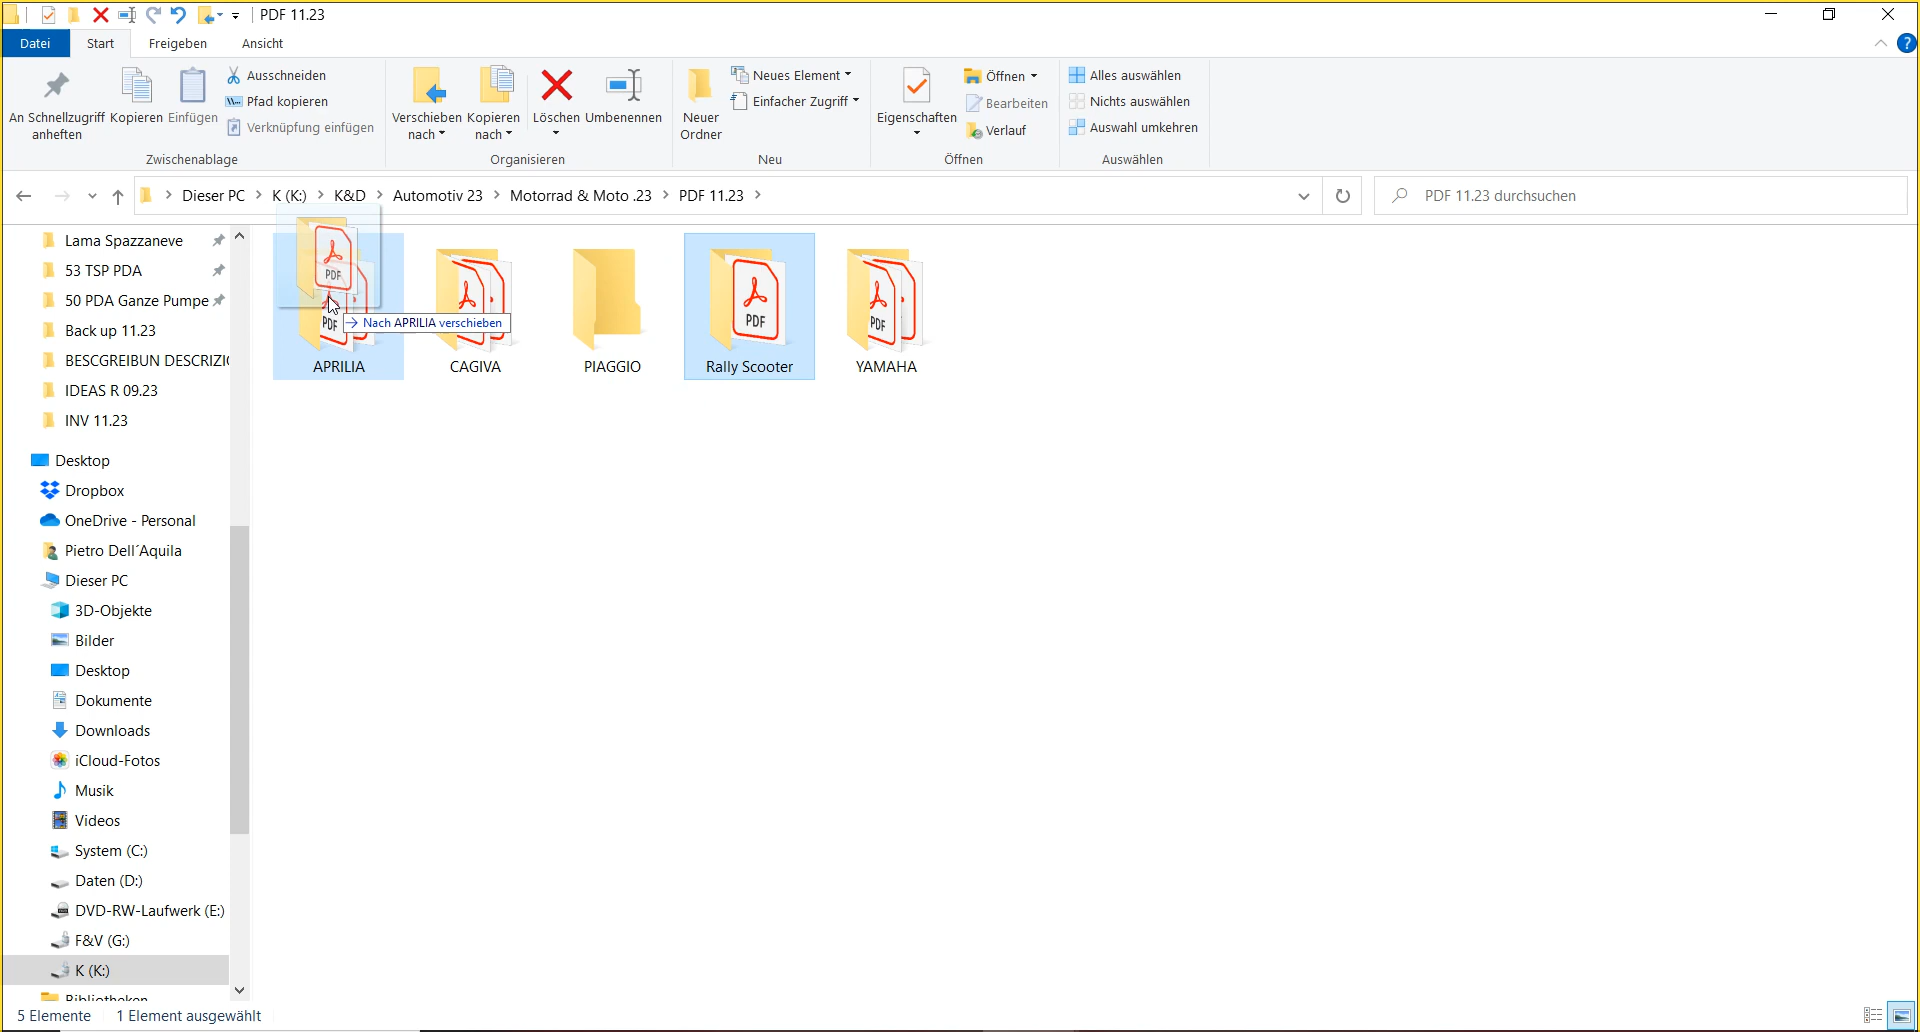 PDF 11.23
Datei Start Freigeben Ansicht
An Schnellzugriff anheften
Kopieren
Einfügen
Ausschneiden
Pfad kopieren
Verknüpfung einfügen
Zwischenablage
Verschieben nach
Kopieren nach
Löschen
Umbenennen
Organisieren
Neuer Ordner
Neues Element
Einfacher Zugriff
Neu
Eigenschaften
Öffnen
Bearbeiten
Verlauf
Öffnen
Alles auswählen
Nichts auswählen
Auswahl umkehren
Auswählen
Dieser PC K (K:) K&D Automotiv 23 Motorrad & Moto .23 PDF 11.23
PDF 11.23 durchsuchen
Lama Spazzaneve
53 TSP PDA
50 PDA Ganze Pumpe
Back up 11.23
BESCGREIBUN DESCRIZI
IDEAS R 09.23
INV 11.23
Desktop
Dropbox
OneDrive - Personal
Pietro Dell´Aquila
Dieser PC
3D-Objekte
Bilder
Desktop
Dokumente
Downloads
iCloud-Fotos
Musik
Videos
System (C:)
Daten (D:)
DVD-RW-Laufwerk (E:)
F&V (G:)
K (K:)
Bibliotheken
PDF
PDF
Nach APRILIA verschieben
APRILIA
CAGIVA
PIAGGIO
PDF
Rally Scooter
PDF
YAMAHA
5 Elemente 1 Element ausgewählt